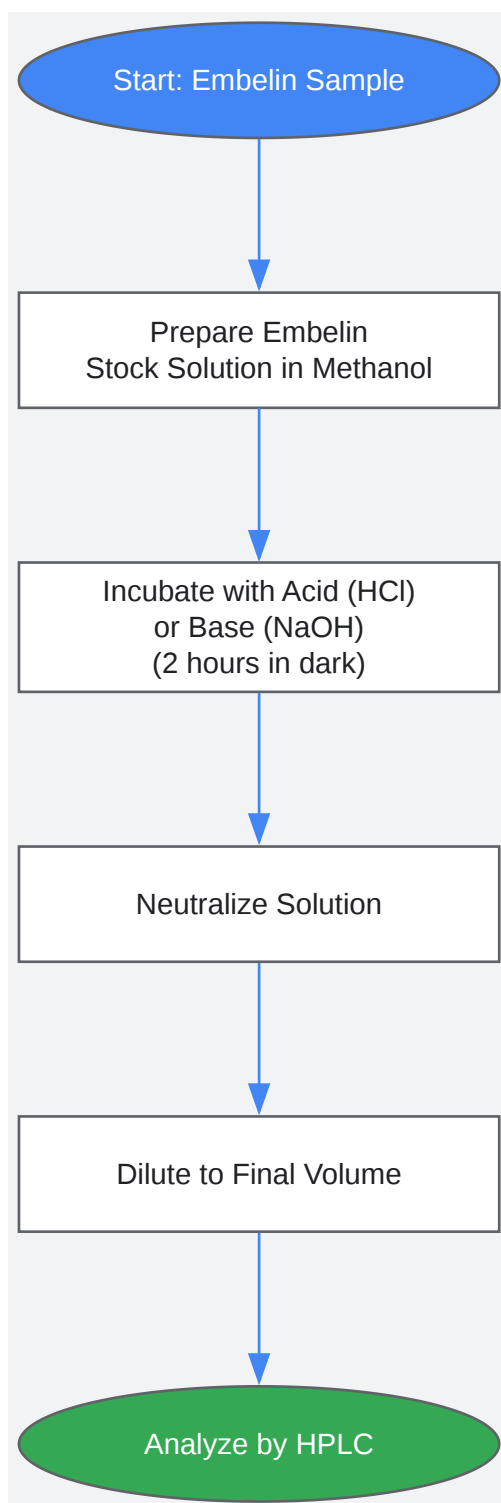 Start: Embelin Sample
Prepare Embelin
Stock Solution in Methanol
Incubate with Acid (HCl)
or Base (NaOH)
(2 hours in dark)
Neutralize Solution
Dilute to Final Volume
Analyze by HPLC